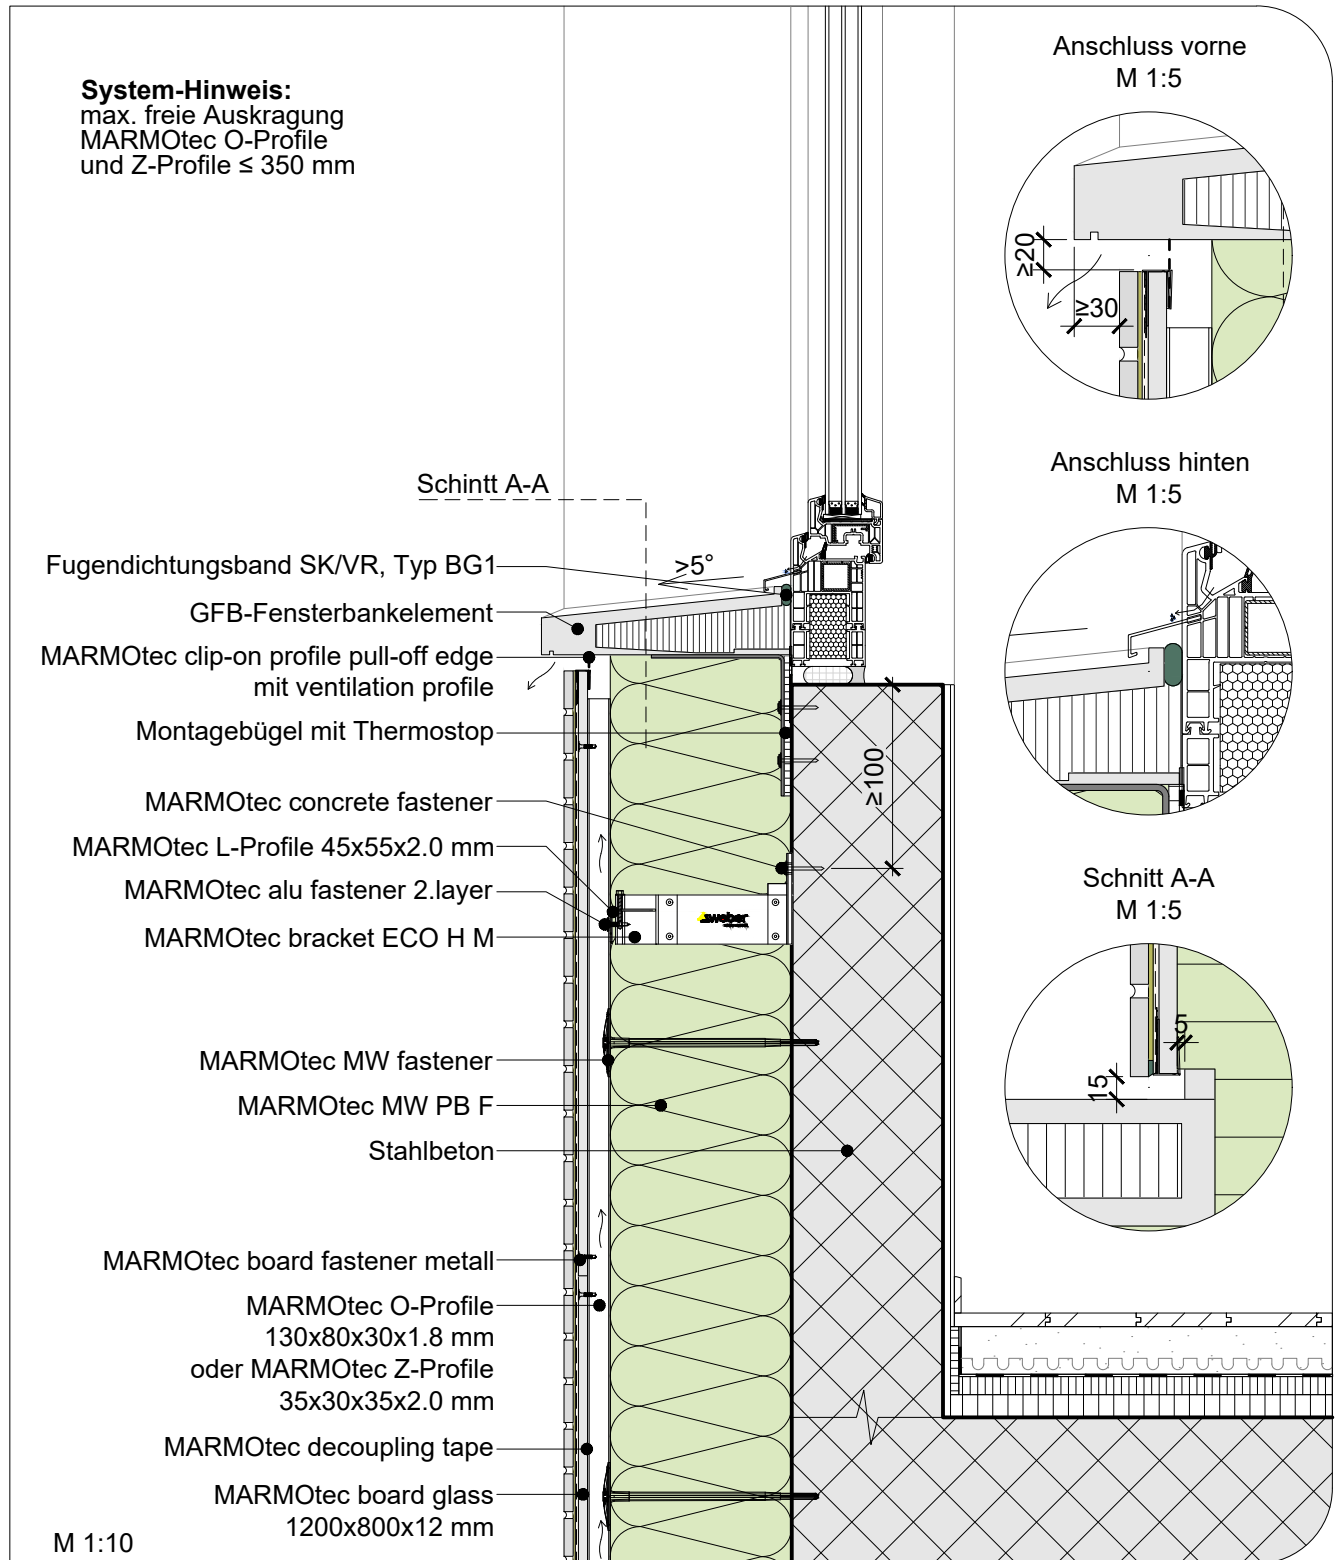 System-Hinweis:
max. freie Auskragung
MARMOtec O-Profile
und Z-Profile ≤ 350 mm
Schintt A-A
>5°
Fugendichtungsband SK/VR, Typ BG1
GFB-Fensterbankelement
MARMOtec clip-on profile pull-off edge
mit ventilation profile
Montagebügel mit Thermostop
≥100
MARMOtec concrete fastener
MARMOtec L-Profile 45x55x2.0 mm
MARMOtec alu fastener 2.layer
MARMOtec bracket ECO H M
weber
MARMOtec MW fastener
MARMOtec MW PB F
Stahlbeton
MARMOtec board fastener metall
MARMOtec O-Profile
130x80x30x1.8 mm
oder MARMOtec Z-Profile
35x30x35x2.0 mm
MARMOtec decoupling tape
MARMOtec board glass
1200x800x12 mm
M 1:10
Anschluss vorne
M 1:5
≥20
≥30
Anschluss hinten
M 1:5
Schnitt A-A
M 1:5
5
15